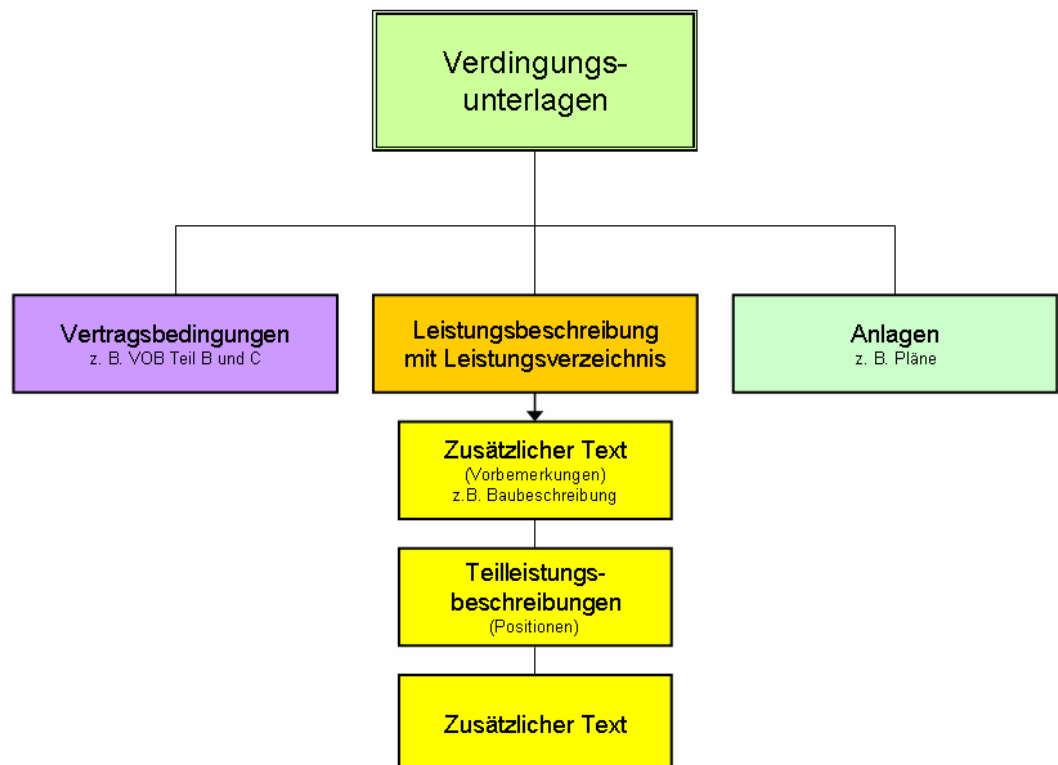 Verdingungs-
unterlagen
Vertragsbedingungen
z. B. VOB Teil B und C
Leistungsbeschreibung
mit Leistungsverzeichnis
Anlagen
z. B. Pläne
Zusätzlicher Text
(Vorbemerkungen)
z.B. Baubeschreibung
Teilleistungs-
beschreibungen
(Positionen)
Zusätzlicher Text